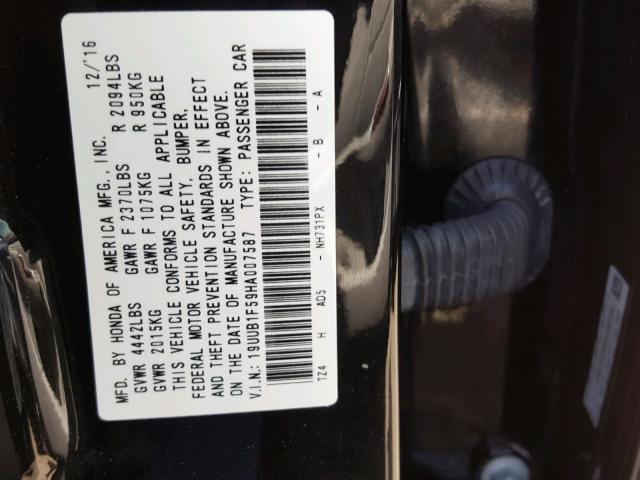 MFD. BY HONDA OF AMERICA MFG., INC. 12/'16
GVWR 4442LBS GAWR F 2370LBS R 2094LBS
GVWR 2015KG GAWR F 1075KG R 950KG
THIS VEHICLE CONFORMS TO ALL APPLICABLE
FEDERAL MOTOR VEHICLE SAFETY, BUMPER,
AND THEFT PREVENTION STANDARDS IN EFFECT
ON THE DATE OF MANUFACTURE SHOWN ABOVE.
V.I.N.: 19UUB1F59HA007587 TYPE: PASSENGER CAR
TZ4 H A05 - NH731PX - B - A